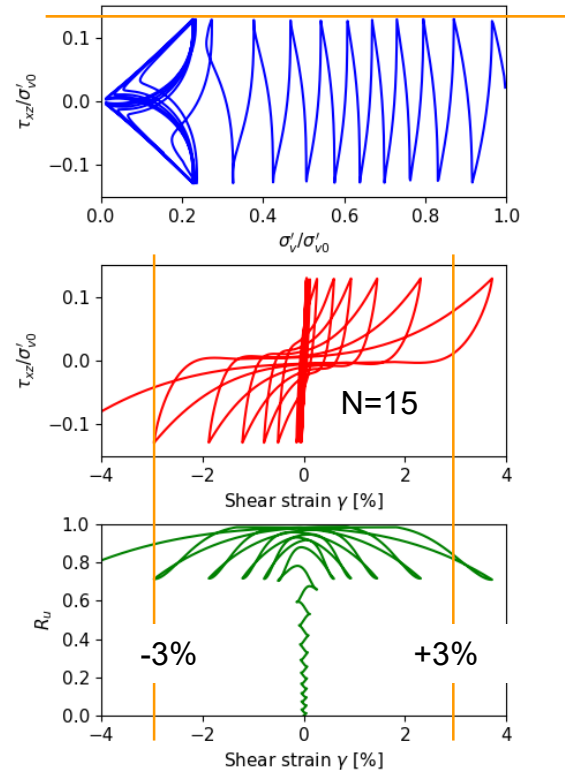 0.1
0.0
−0.1
τxz/σ′v0
0.0 0.2 0.4 0.6 0.8 1.0
σ′v/σ′v0
0.1
0.0
−0.1
τxz/σ′v0
N=15
−4 −2 0 2 4
Shear strain γ [%]
1.0
0.8
0.6
0.4
0.2
0.0
Ru
-3% +3%
−4 −2 0 2 4
Shear strain γ [%]